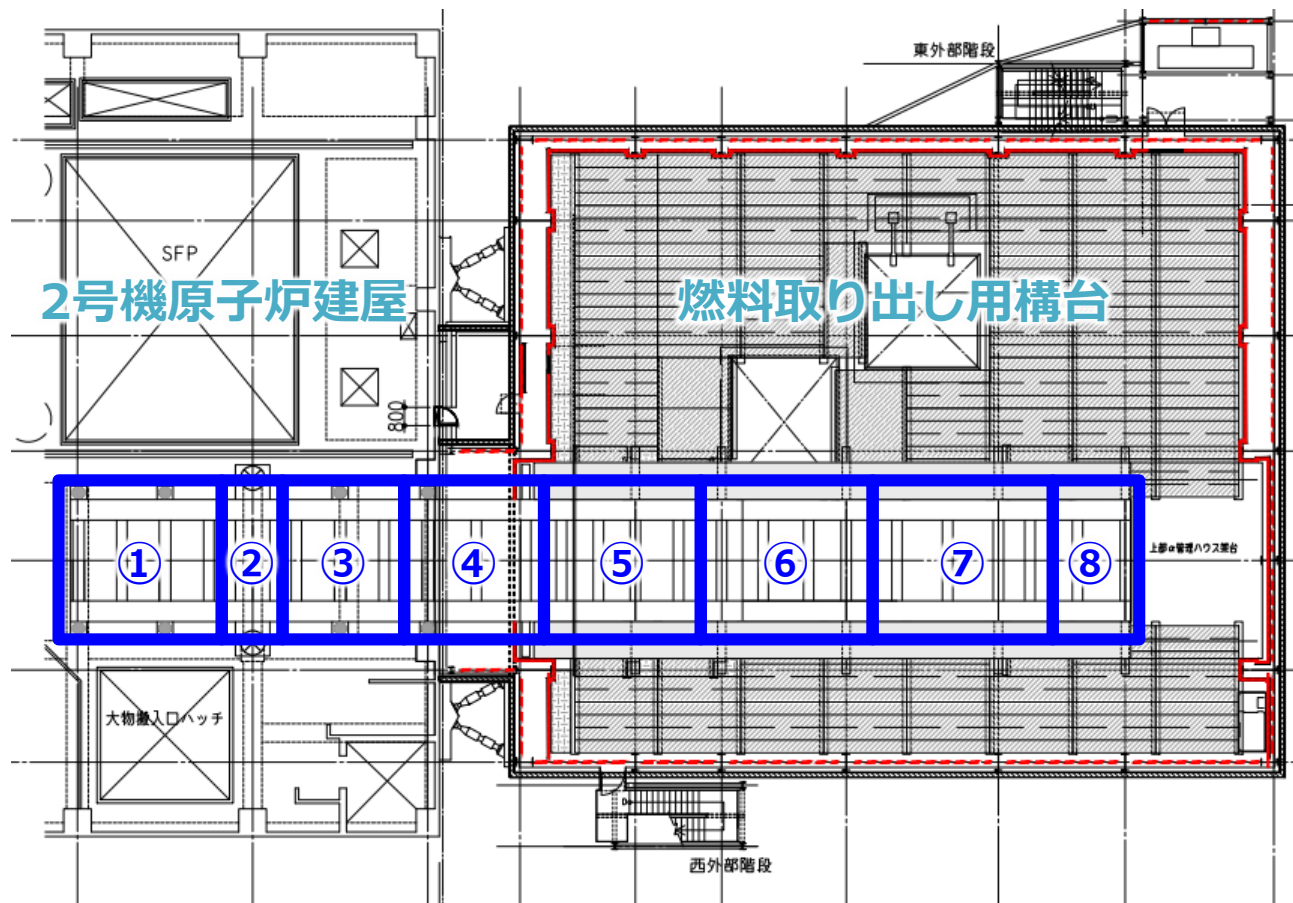 東外部階段
SFP
2号機原子炉建屋
燃料取り出し用構台
800
① ② ③ ④ ⑤ ⑥ ⑦ ⑧
上部α管理ハウス架台
大物搬入口ハッチ
西外部階段